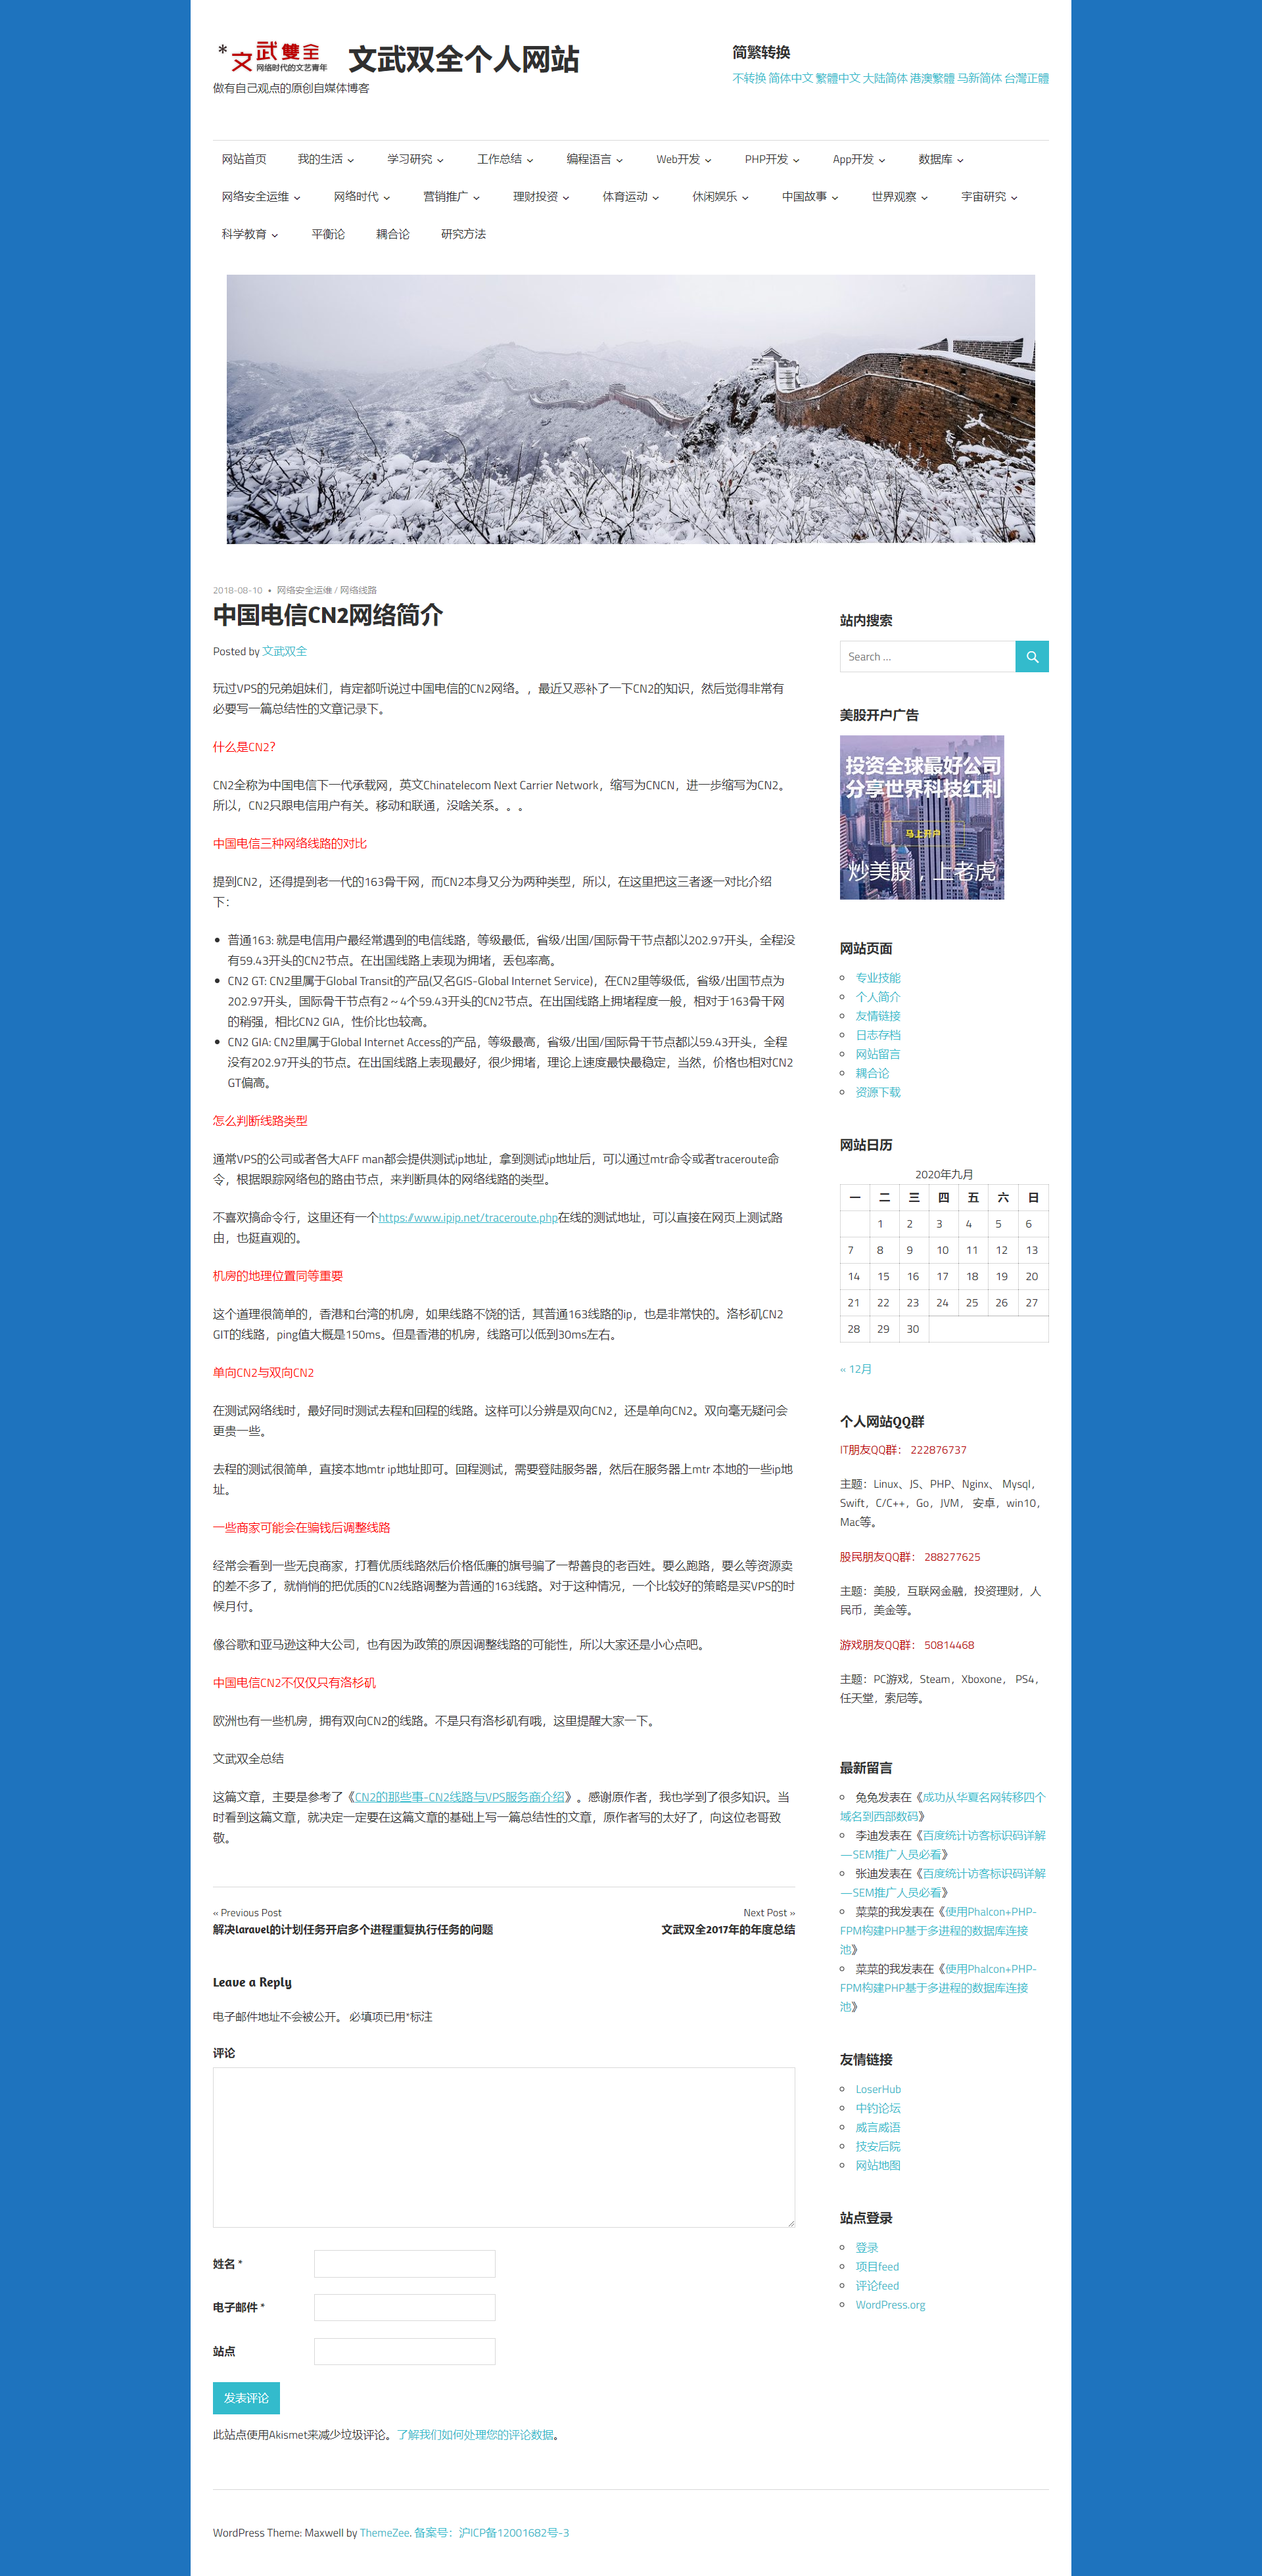 *文武雙全
网络时代的文艺青年
文武双全个人网站
做有自己观点的原创自媒体博客
简繁转换
不转换 简体中文 繁體中文 大陆简体 港澳繁體 马新简体 台灣正體
网站首页 我的生活 学习研究 工作总结 编程语言 Web开发 PHP开发 App开发 数据库
网络安全运维 网络时代 营销推广 理财投资 体育运动 休闲娱乐 中国故事 世界观察 宇宙研究
科学教育 平衡论 耦合论 研究方法
2018-08-10 • 网络安全运维 / 网络线路
中国电信CN2网络简介
Posted by 文武双全
玩过VPS的兄弟姐妹们，肯定都听说过中国电信的CN2网络。，最近又恶补了一下CN2的知识，然后觉得非常有
必要写一篇总结性的文章记录下。
什么是CN2？
CN2全称为中国电信下一代承载网，英文Chinatelecom Next Carrier Network，缩写为CNCN，进一步缩写为CN2。
所以，CN2只跟电信用户有关。移动和联通，没啥关系。。。
中国电信三种网络线路的对比
提到CN2，还得提到老一代的163骨干网，而CN2本身又分为两种类型，所以，在这里把这三者逐一对比介绍
下：
• 普通163: 就是电信用户最经常遇到的电信线路，等级最低，省级/出国/国际骨干节点都以202.97开头，全程没
有59.43开头的CN2节点。在出国线路上表现为拥堵，丢包率高。
• CN2 GT: CN2里属于Global Transit的产品(又名GIS-Global Internet Service)，在CN2里等级低，省级/出国节点为
202.97开头，国际骨干节点有2～4个59.43开头的CN2节点。在出国线路上拥堵程度一般，相对于163骨干网
的稍强，相比CN2 GIA，性价比也较高。
• CN2 GIA: CN2里属于Global Internet Access的产品，等级最高，省级/出国/国际骨干节点都以59.43开头，全程
没有202.97开头的节点。在出国线路上表现最好，很少拥堵，理论上速度最快最稳定，当然，价格也相对CN2
GT偏高。
怎么判断线路类型
通常VPS的公司或者各大AFF man都会提供测试ip地址，拿到测试ip地址后，可以通过mtr命令或者traceroute命
令，根据跟踪网络包的路由节点，来判断具体的网络线路的类型。
不喜欢搞命令行，这里还有一个https://www.ipip.net/traceroute.php在线的测试地址，可以直接在网页上测试路
由，也挺直观的。
机房的地理位置同等重要
这个道理很简单的，香港和台湾的机房，如果线路不饶的话，其普通163线路的ip，也是非常快的。洛杉矶CN2
GIT的线路，ping值大概是150ms。但是香港的机房，线路可以低到30ms左右。
单向CN2与双向CN2
在测试网络线时，最好同时测试去程和回程的线路。这样可以分辨是双向CN2，还是单向CN2。双向毫无疑问会
更贵一些。
去程的测试很简单，直接本地mtr ip地址即可。回程测试，需要登陆服务器，然后在服务器上mtr 本地的一些ip地
址。
一些商家可能会在骗钱后调整线路
经常会看到一些无良商家，打着优质线路然后价格低廉的旗号骗了一帮善良的老百姓。要么跑路，要么等资源卖
的差不多了，就悄悄的把优质的CN2线路调整为普通的163线路。对于这种情况，一个比较好的策略是买VPS的时
候月付。
像谷歌和亚马逊这种大公司，也有因为政策的原因调整线路的可能性，所以大家还是小心点吧。
中国电信CN2不仅仅只有洛杉矶
欧洲也有一些机房，拥有双向CN2的线路。不是只有洛杉矶有哦，这里提醒大家一下。
文武双全总结
这篇文章，主要是参考了《CN2的那些事-CN2线路与VPS服务商介绍》。感谢原作者，我也学到了很多知识。当
时看到这篇文章，就决定一定要在这篇文章的基础上写一篇总结性的文章，原作者写的太好了，向这位老哥致
敬。
« Previous Post
解决laravel的计划任务开启多个进程重复执行任务的问题
Next Post »
文武双全2017年的年度总结
Leave a Reply
电子邮件地址不会被公开。 必填项已用*标注
评论
姓名 *
电子邮件 *
站点
发表评论
此站点使用Akismet来减少垃圾评论。了解我们如何处理您的评论数据。
站内搜索
Search …
美股开户广告
投资全球最好公司
分享世界科技红利
马上开户
炒美股，上老虎
网站页面
专业技能
个人简介
友情链接
日志存档
网站留言
耦合论
资源下载
网站日历
2020年九月
一 二 三 四 五 六 日
1 2 3 4 5 6
7 8 9 10 11 12 13
14 15 16 17 18 19 20
21 22 23 24 25 26 27
28 29 30
« 12月
个人网站QQ群
IT朋友QQ群： 222876737
主题：Linux、JS、PHP、Nginx、 Mysql，
Swift，C/C++，Go，JVM， 安卓，win10，
Mac等。
股民朋友QQ群： 288277625
主题：美股，互联网金融，投资理财，人
民币，美金等。
游戏朋友QQ群： 50814468
主题：PC游戏，Steam，Xboxone， PS4，
任天堂，索尼等。
最新留言
兔兔发表在《成功从华夏名网转移四个
域名到西部数码》
李迪发表在《百度统计访客标识码详解
—SEM推广人员必看》
张迪发表在《百度统计访客标识码详解
—SEM推广人员必看》
菜菜的我发表在《使用Phalcon+PHP-
FPM构建PHP基于多进程的数据库连接
池》
菜菜的我发表在《使用Phalcon+PHP-
FPM构建PHP基于多进程的数据库连接
池》
友情链接
LoserHub
中钓论坛
威言威语
技安后院
网站地图
站点登录
登录
项目feed
评论feed
WordPress.org
WordPress Theme: Maxwell by ThemeZee. 备案号：沪ICP备12001682号-3